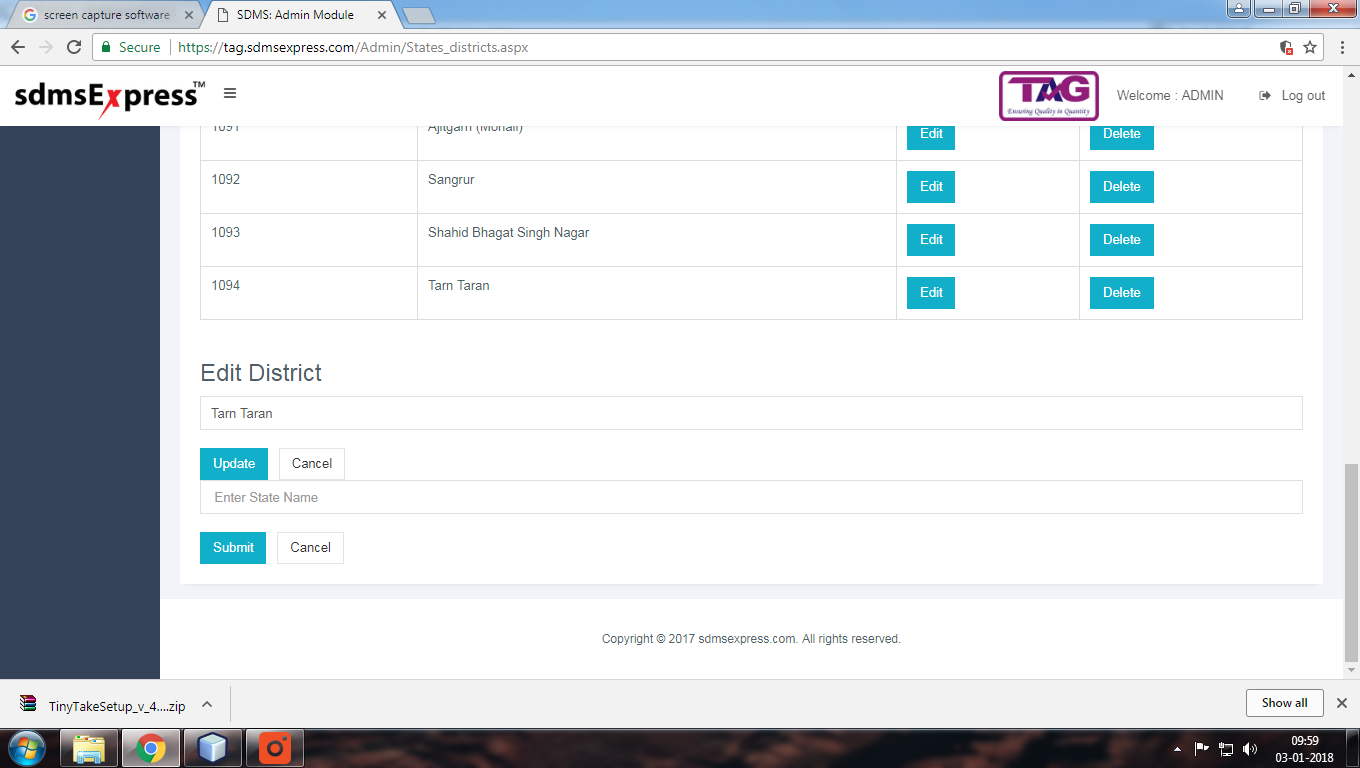 screen capture software
SDMS: Admin Module
Secure https://tag.sdmsexpress.com/Admin/States_districts.aspx
sdmsExpress™
TAG
Ensuring Quality in Quantity
Welcome : ADMIN
Log out
1091 Ajitgarh (Mohali) Edit Delete
1092 Sangrur Edit Delete
1093 Shahid Bhagat Singh Nagar Edit Delete
1094 Tarn Taran Edit Delete
Edit District
Tarn Taran
Update Cancel
Enter State Name
Submit Cancel
Copyright © 2017 sdmsexpress.com. All rights reserved.
TinyTakeSetup_v_4....zip
Show all
09:59
03-01-2018